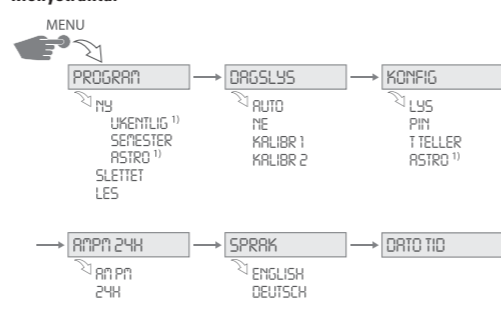 MENU
PROGRAM
DAGSLYS
KONFIG
NY
UKENTLIG 1)
SEMESTER
ASTRO 1)
SLETTET
LES
AUTO
NE
KALIBR 1
KALIBR 2
LYS
PIN
T TELLER
ASTRO 1)
AMPM 24H
SPRAK
DATO TID
AM PM
24H
ENGLISH
DEUTSCH